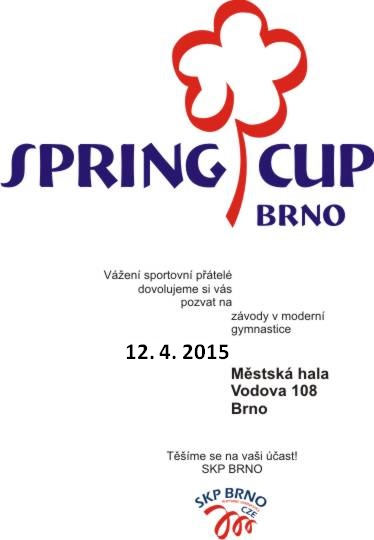 SPRING CUP
BRNO
Vážení sportovní přátelé
dovolujeme si vás
pozvat na
závody v moderní
gymnastice
12. 4. 2015
Městská hala
Vodova 108
Brno
Těšíme se na vaši účast!
SKP BRNO
SKP BRNO
CZE